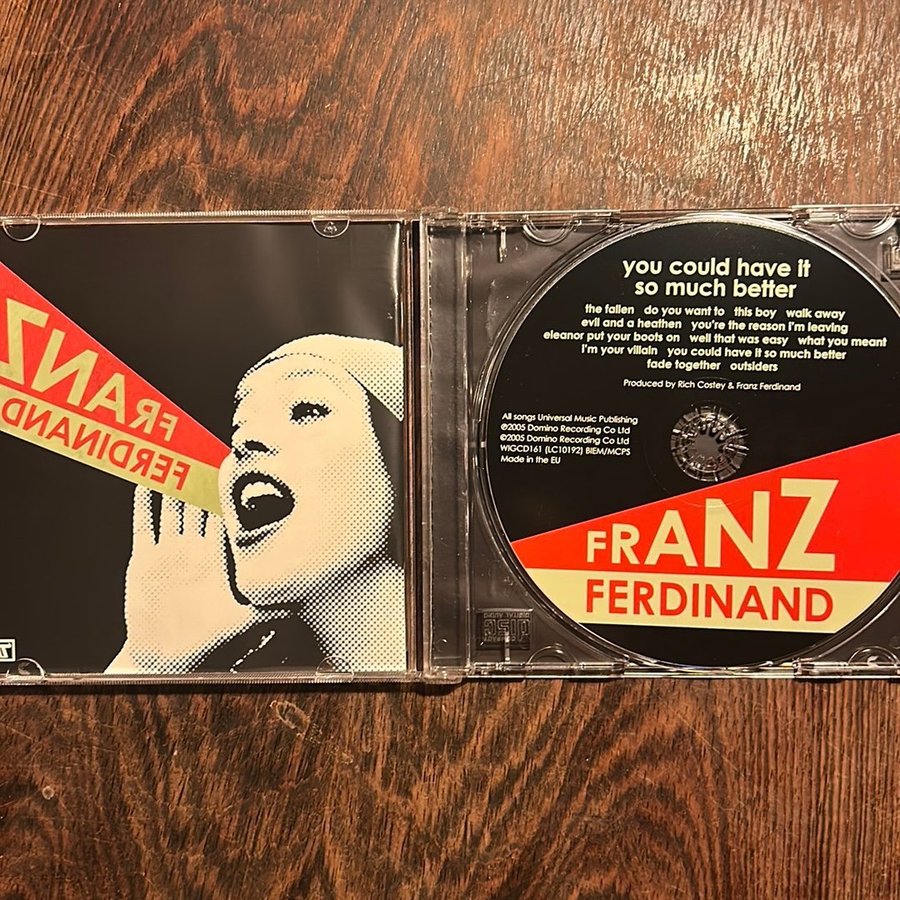 FRANZ
FERDINAND
you could have it
so much better
the fallen do you want to this boy walk away
evil and a heathen you're the reason I'm leaving
eleanor put your boots on well that was easy what you meant
I'm your villain you could have it so much better
fade together outsiders
Produced by Rich Costey & Franz Ferdinand
All songs Universal Music Publishing
℗2005 Domino Recording Co Ltd
©2005 Domino Recording Co Ltd
WIGCD161 (LC10192) BIEM/MCPS
Made in the EU
FRANZ
FERDINAND
COMPACT
disc
DIGITAL AUDIO